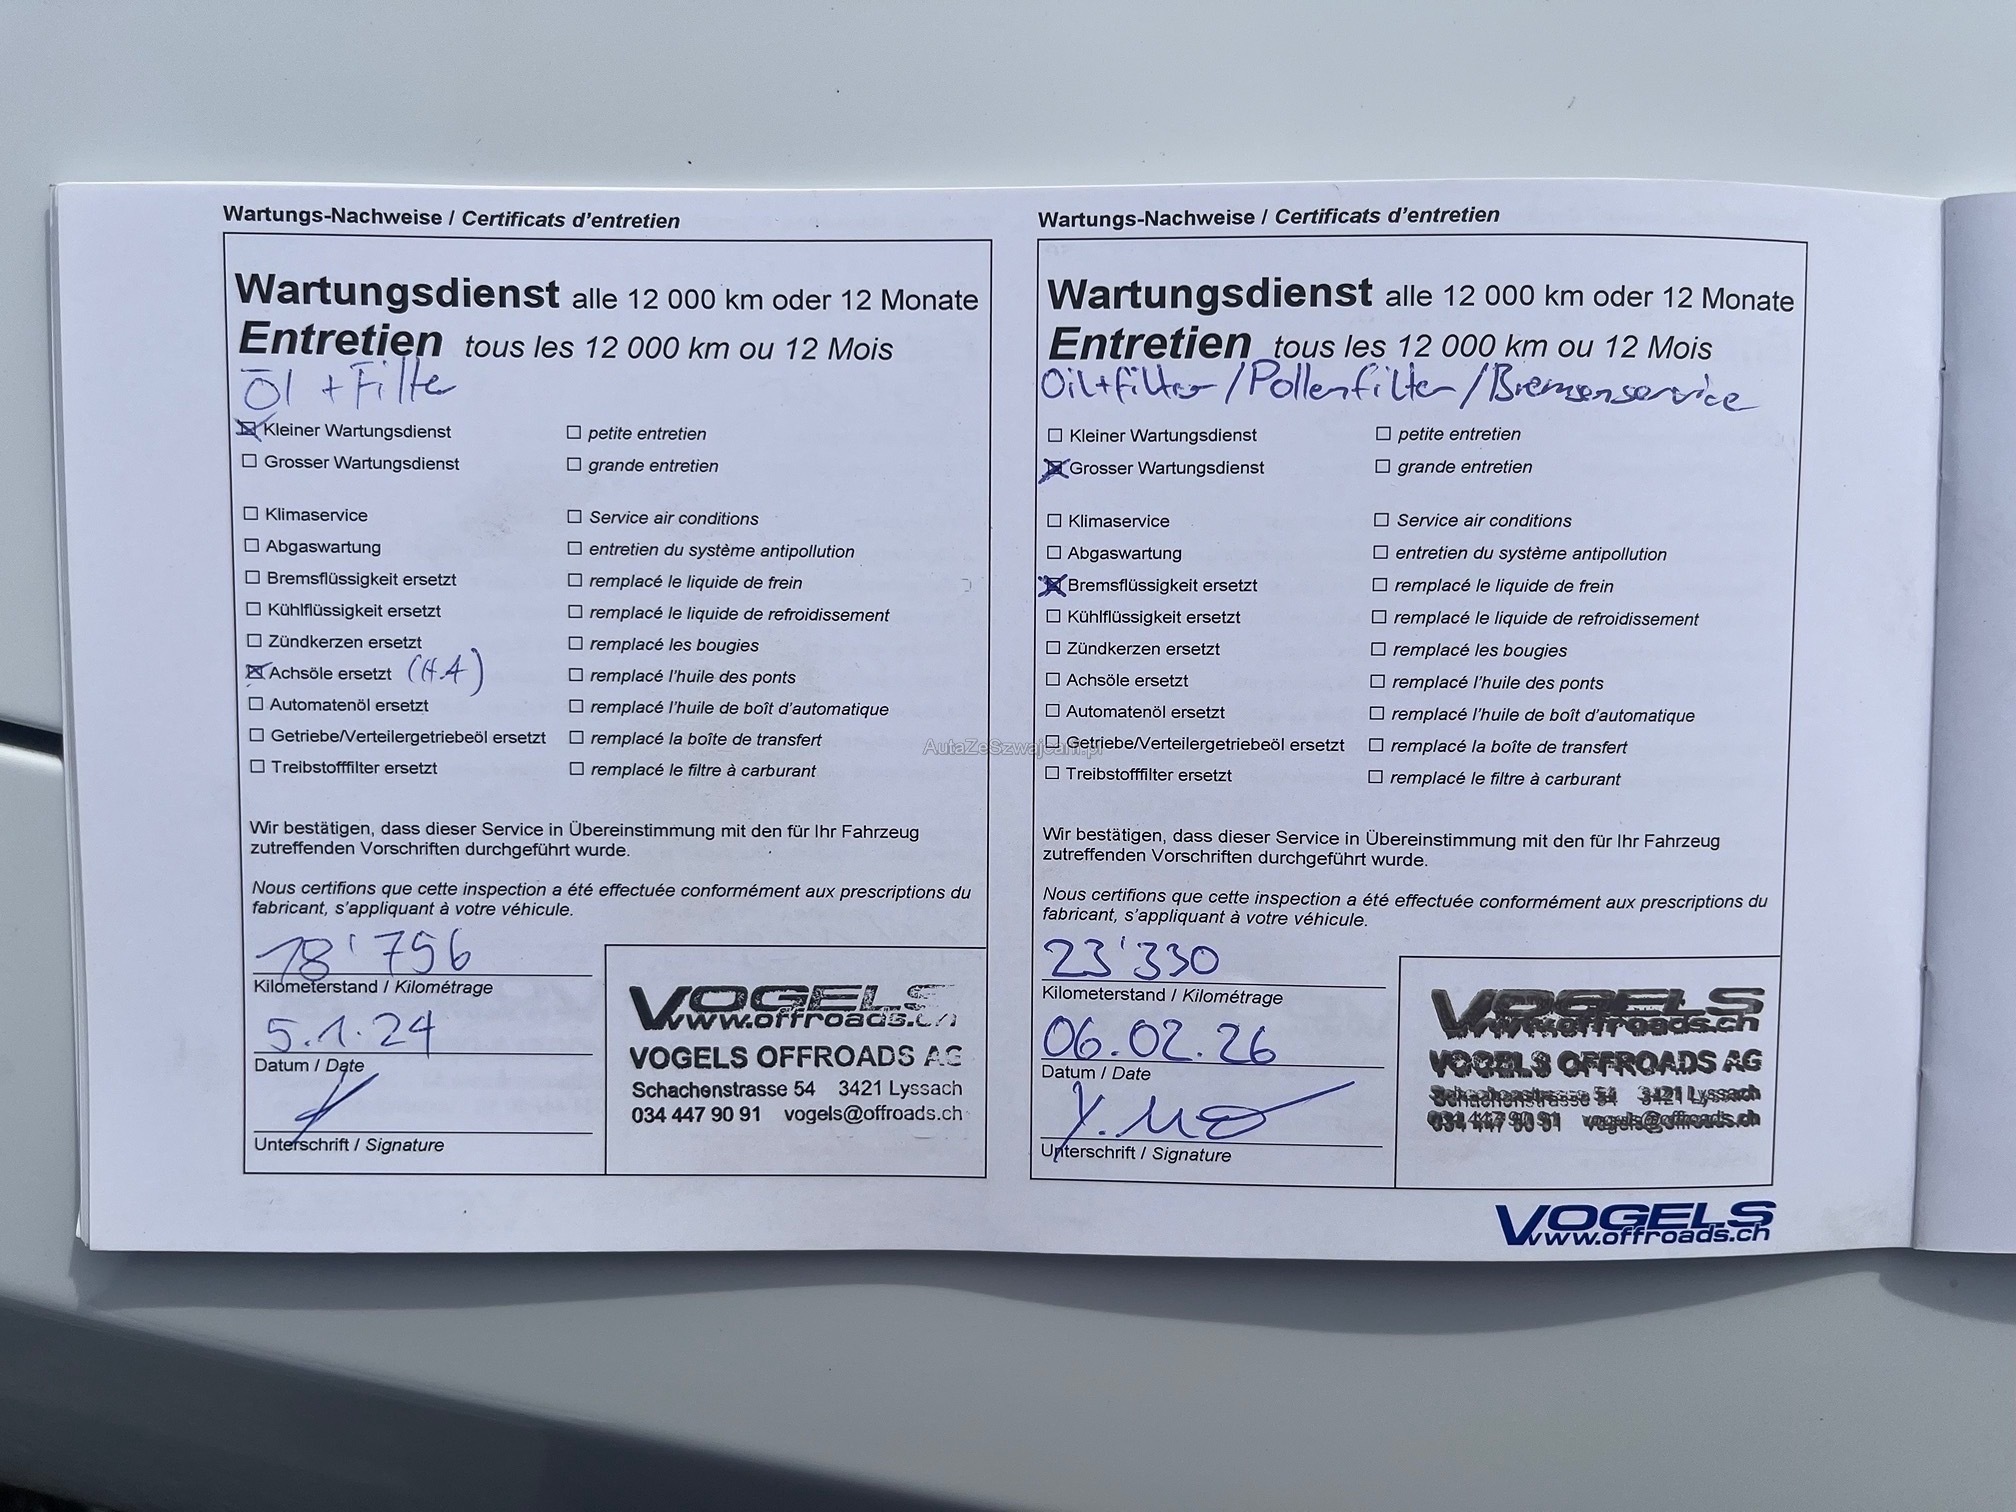 Wartungs-Nachweise / Certificats d'entretien
Wartungsdienst alle 12 000 km oder 12 Monate
Entretien tous les 12 000 km ou 12 Mois
Öl + Filte
☒ Kleiner Wartungsdienst ☐ petite entretien
☐ Grosser Wartungsdienst ☐ grande entretien
☐ Klimaservice ☐ Service air conditions
☐ Abgaswartung ☐ entretien du système antipollution
☐ Bremsflüssigkeit ersetzt ☐ remplacé le liquide de frein
☐ Kühlflüssigkeit ersetzt ☐ remplacé le liquide de refroidissement
☐ Zündkerzen ersetzt ☐ remplacé les bougies
☒ Achsöle ersetzt (H.A) ☐ remplacé l'huile des ponts
☐ Automatenöl ersetzt ☐ remplacé l'huile de boît d'automatique
☐ Getriebe/Verteilergetriebeöl ersetzt ☐ remplacé la boîte de transfert
☐ Treibstofffilter ersetzt ☐ remplacé le filtre à carburant
Wir bestätigen, dass dieser Service in Übereinstimmung mit den für Ihr Fahrzeug
zutreffenden Vorschriften durchgeführt wurde.
Nous certifions que cette inspection a été effectuée conformément aux prescriptions du
fabricant, s'appliquant à votre véhicule.
18'756
Kilometerstand / Kilométrage
5.1.24
Datum / Date
Unterschrift / Signature
VOGELS
www.offroads.ch
VOGELS OFFROADS AG
Schachenstrasse 54 3421 Lyssach
034 447 90 91 vogels@offroads.ch
Wartungs-Nachweise / Certificats d'entretien
Wartungsdienst alle 12 000 km oder 12 Monate
Entretien tous les 12 000 km ou 12 Mois
Oil+filter/Pollenfilter/Bremsenservice
☐ Kleiner Wartungsdienst ☐ petite entretien
☒ Grosser Wartungsdienst ☐ grande entretien
☐ Klimaservice ☐ Service air conditions
☐ Abgaswartung ☐ entretien du système antipollution
☒ Bremsflüssigkeit ersetzt ☐ remplacé le liquide de frein
☐ Kühlflüssigkeit ersetzt ☐ remplacé le liquide de refroidissement
☐ Zündkerzen ersetzt ☐ remplacé les bougies
☐ Achsöle ersetzt ☐ remplacé l'huile des ponts
☐ Automatenöl ersetzt ☐ remplacé l'huile de boît d'automatique
☐ Getriebe/Verteilergetriebeöl ersetzt ☐ remplacé la boîte de transfert
☐ Treibstofffilter ersetzt ☐ remplacé le filtre à carburant
Wir bestätigen, dass dieser Service in Übereinstimmung mit den für Ihr Fahrzeug
zutreffenden Vorschriften durchgeführt wurde.
Nous certifions que cette inspection a été effectuée conformément aux prescriptions du
fabricant, s'appliquant à votre véhicule.
23'330
Kilometerstand / Kilométrage
06.02.26
Datum / Date
Unterschrift / Signature
VOGELS
www.offroads.ch
VOGELS OFFROADS AG
Schachenstrasse 54 3421 Lyssach
034 447 90 91 vogels@offroads.ch
VOGELS
www.offroads.ch
AutaZeSzwajcarii.pl